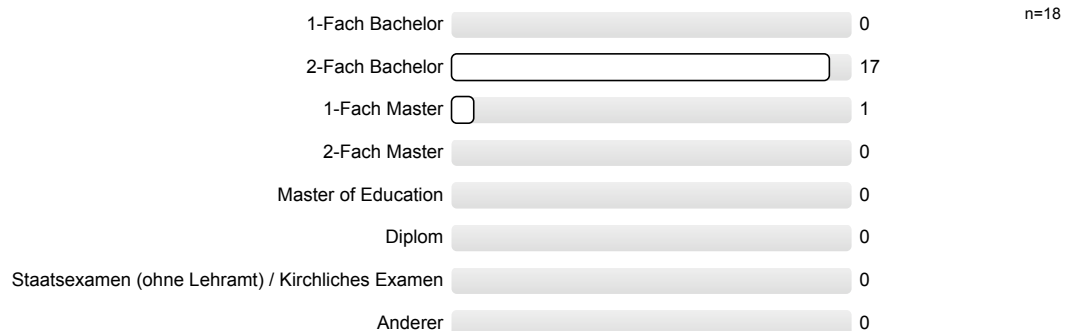 n=18
1-Fach Bachelor 0
2-Fach Bachelor 17
1-Fach Master 1
2-Fach Master 0
Master of Education 0
Diplom 0
Staatsexamen (ohne Lehramt) / Kirchliches Examen 0
Anderer 0